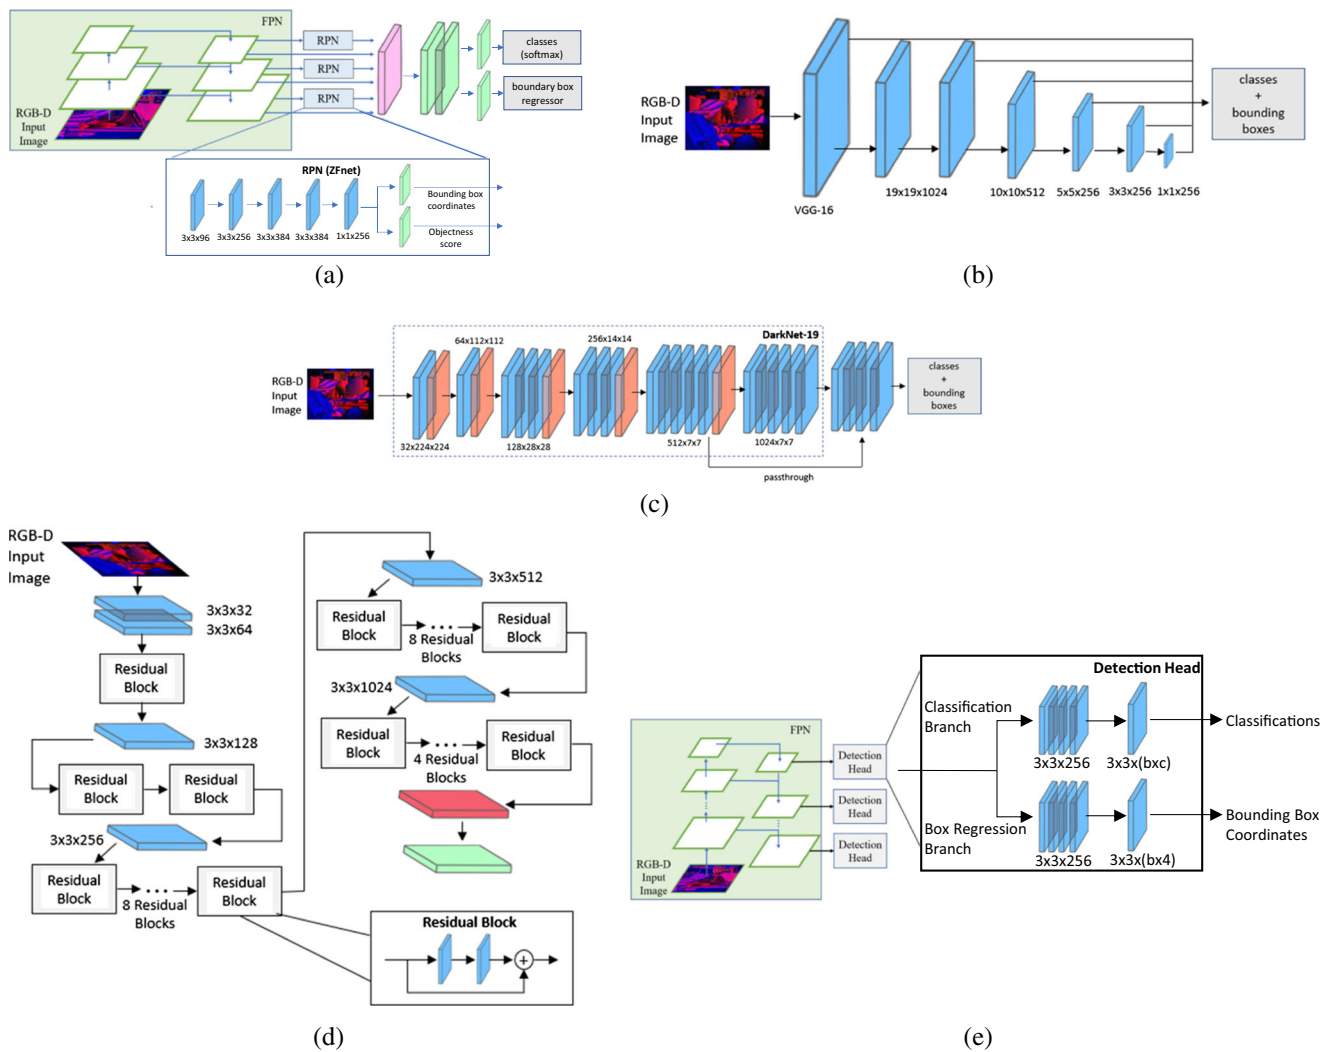 FPN
RGB-D
Input
Image
RPN
RPN
RPN
classes
(softmax)
boundary box
regressor
RPN (ZFnet)
Bounding box
coordinates
Objectness
score
3x3x96
3x3x256
3x3x384
3x3x384
1x1x256
(a)
RGB-D
Input
Image
VGG-16
19x19x1024
10x10x512
5x5x256
3x3x256
1x1x256
classes
+
bounding
boxes
(b)
DarkNet-19
RGB-D
Input
Image
64x112x112
256x14x14
32x224x224
128x28x28
512x7x7
1024x7x7
passthrough
classes
+
bounding
boxes
(c)
RGB-D
Input
Image
3x3x32
3x3x64
Residual
Block
3x3x128
Residual
Block
Residual
Block
3x3x256
Residual
Block
8 Residual
Blocks
Residual
Block
3x3x512
Residual
Block
8 Residual
Blocks
Residual
Block
3x3x1024
Residual
Block
4 Residual
Blocks
Residual
Block
Residual Block
+
(d)
FPN
RGB-D
Input
Image
Detection
Head
Detection
Head
Detection
Head
Detection Head
Classification
Branch
3x3x256
3x3x(bxc)
Classifications
Box Regression
Branch
3x3x256
3x3x(bx4)
Bounding Box
Coordinates
(e)